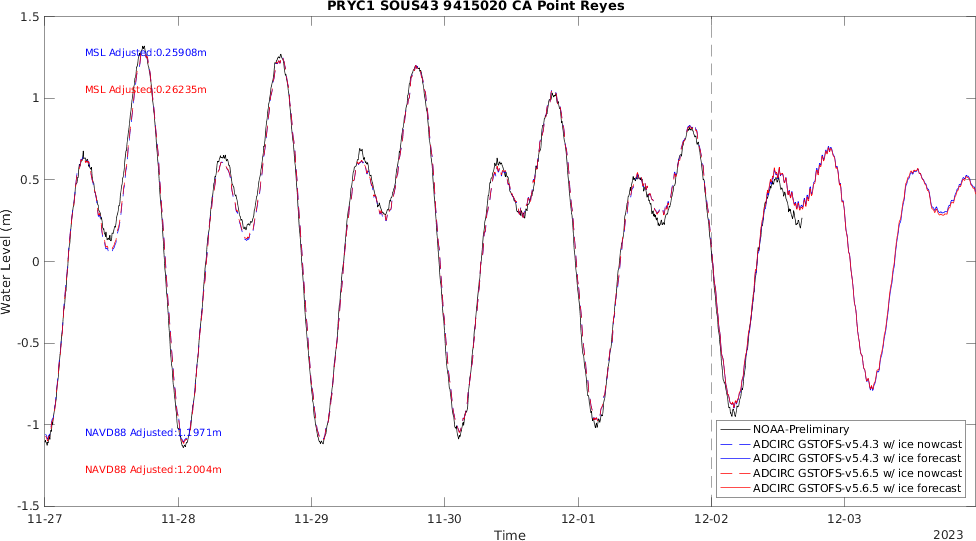 PRYC1 SOUS43 9415020 CA Point Reyes
1.5
MSL Adjusted:0.25908m
MSL Adjusted:0.26235m
1
0.5
Water Level (m)
0
-0.5
-1
NAVD88 Adjusted:1.1971m
NAVD88 Adjusted:1.2004m
-1.5
NOAA-Preliminary
ADCIRC GSTOFS-v5.4.3 w/ ice nowcast
ADCIRC GSTOFS-v5.4.3 w/ ice forecast
ADCIRC GSTOFS-v5.6.5 w/ ice nowcast
ADCIRC GSTOFS-v5.6.5 w/ ice forecast
11-27 11-28 11-29 11-30 12-01 12-02 12-03
Time
2023